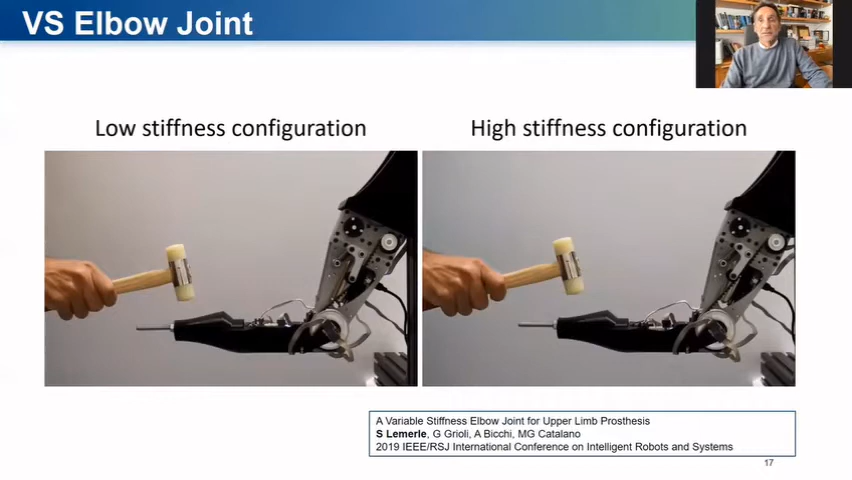 VS Elbow Joint
Low stiffness configuration
High stiffness configuration
A Variable Stiffness Elbow Joint for Upper Limb Prosthesis
S Lemerle, G Grioli, A Bicchi, MG Catalano
2019 IEEE/RSJ International Conference on Intelligent Robots and Systems
17